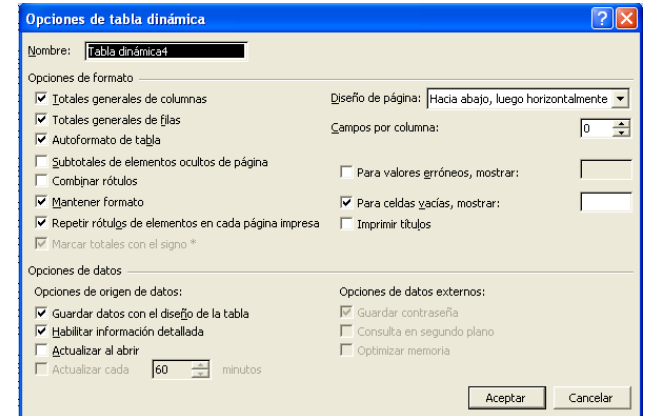 Opciones de tabla dinámica
Nombre: Tabla dinámica4
Opciones de formato
Totales generales de columnas
Diseño de página: Hacia abajo, luego horizontalmente
Totales generales de filas
Campos por columna: 0
Autoformato de tabla
Subtotales de elementos ocultos de página
Para valores erróneos, mostrar:
Combinar rótulos
Mantener formato
Para celdas vacías, mostrar:
Repetir rótulos de elementos en cada página impresa
Imprimir títulos
Marcar totales con el signo *
Opciones de datos
Opciones de origen de datos:
Opciones de datos externos:
Guardar datos con el diseño de la tabla
Guardar contraseña
Habilitar información detallada
Consulta en segundo plano
Actualizar al abrir
Optimizar memoria
Actualizar cada 60 minutos
Aceptar
Cancelar